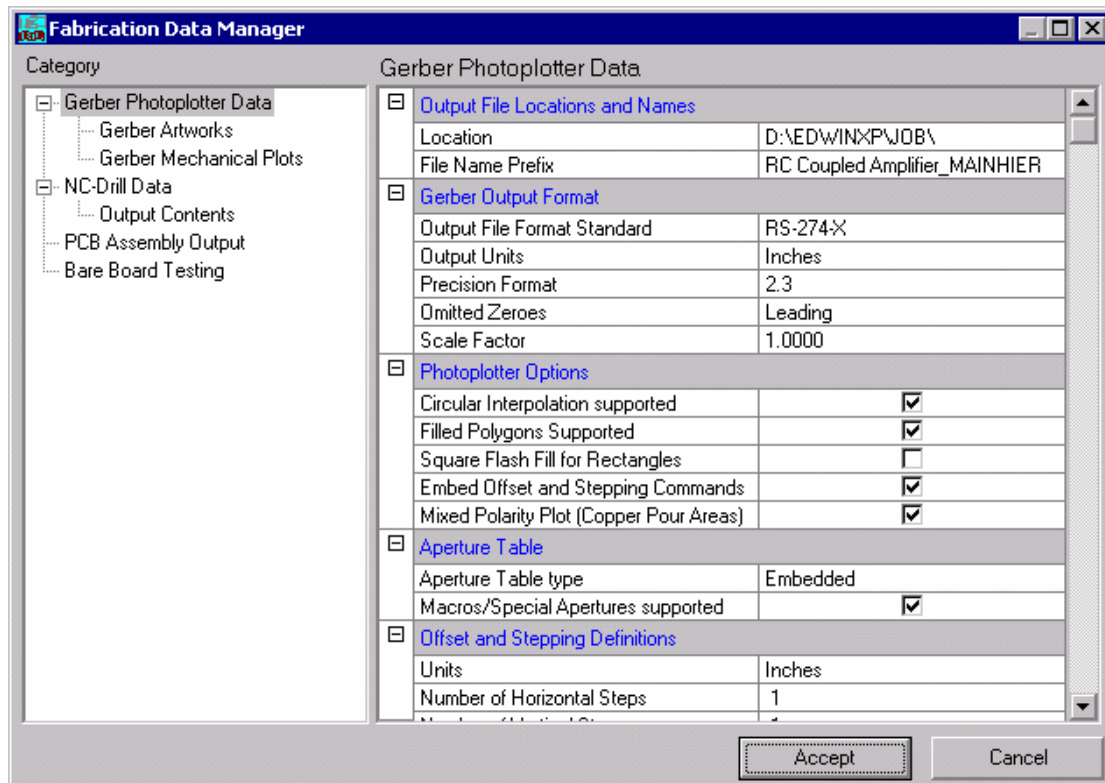 Fabrication Data Manager
Category
Gerber Photoplotter Data
Gerber Artworks
Gerber Mechanical Plots
NC-Drill Data
Output Contents
PCB Assembly Output
Bare Board Testing
Gerber Photoplotter Data
Output File Locations and Names
Location D:\EDWINXP\JOB\
File Name Prefix RC Coupled Amplifier_MAINHIER
Gerber Output Format
Output File Format Standard RS-274-X
Output Units Inches
Precision Format 2.3
Omitted Zeroes Leading
Scale Factor 1.0000
Photoplotter Options
Circular Interpolation supported
Filled Polygons Supported
Square Flash Fill for Rectangles
Embed Offset and Stepping Commands
Mixed Polarity Plot (Copper Pour Areas)
Aperture Table
Aperture Table type Embedded
Macros/Special Apertures supported
Offset and Stepping Definitions
Units Inches
Number of Horizontal Steps 1
Accept Cancel